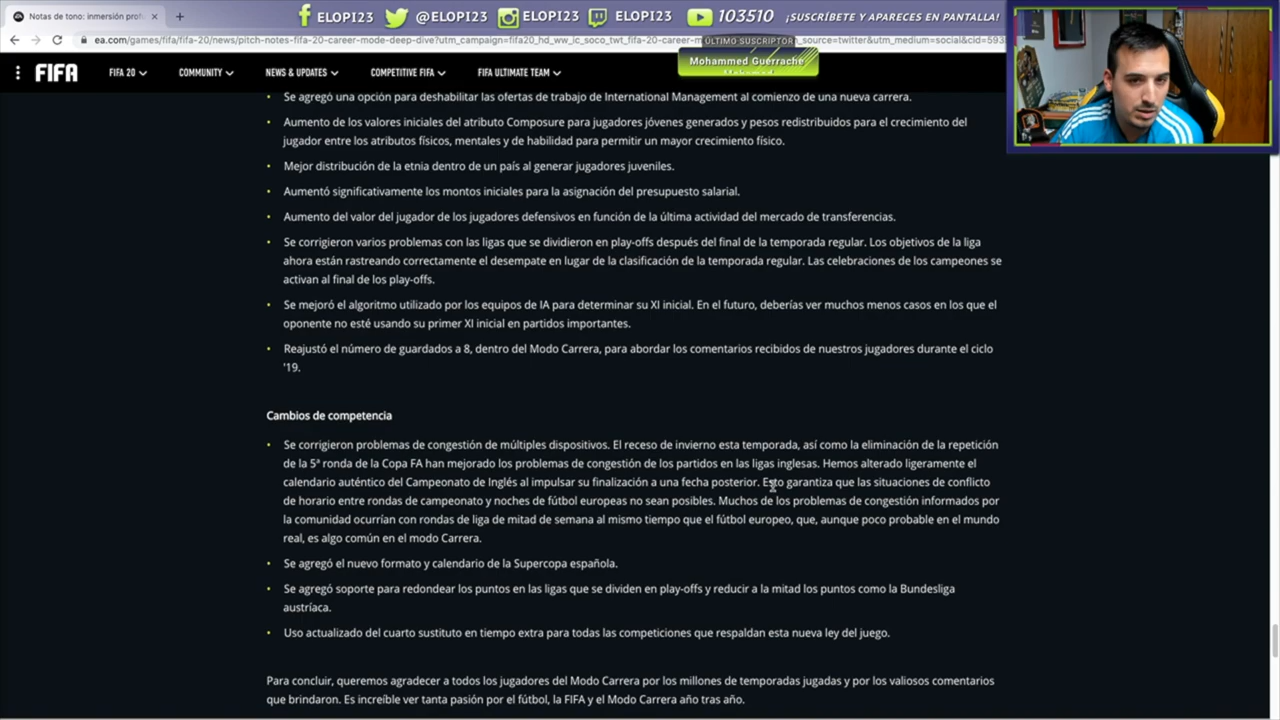 Notas de tono: inmersión prof
ELOPI23 @ELOPI23 ELOPI23 ELOPI23 103510 ¡SUSCRÍBETE Y APARECES EN PANTALLA!
ea.com/games/fifa/fifa-20/news/pitch-notes-fifa-20-career-mode-deep-dive?utm_campaign=fifa20_hd_ww_ic_soco_twt_fifa-20-career-m
_source=twitter&utm_medium=social&cid=593
ÚLTIMO SUSCRIPTOR
Mohammed Guerrache
FIFA FIFA 20 COMMUNITY NEWS & UPDATES COMPETITIVE FIFA FIFA ULTIMATE TEAM
• Se agregó una opción para deshabilitar las ofertas de trabajo de International Management al comienzo de una nueva carrera.
• Aumento de los valores iniciales del atributo Composure para jugadores jóvenes generados y pesos redistribuidos para el crecimiento del
jugador entre los atributos físicos, mentales y de habilidad para permitir un mayor crecimiento físico.
• Mejor distribución de la etnia dentro de un país al generar jugadores juveniles.
• Aumentó significativamente los montos iniciales para la asignación del presupuesto salarial.
• Aumento del valor del jugador de los jugadores defensivos en función de la última actividad del mercado de transferencias.
• Se corrigieron varios problemas con las ligas que se dividieron en play-offs después del final de la temporada regular. Los objetivos de la liga
ahora están rastreando correctamente el desempate en lugar de la clasificación de la temporada regular. Las celebraciones de los campeones se
activan al final de los play-offs.
• Se mejoró el algoritmo utilizado por los equipos de IA para determinar su XI inicial. En el futuro, deberías ver muchos menos casos en los que el
oponente no esté usando su primer XI inicial en partidos importantes.
• Reajustó el número de guardados a 8, dentro del Modo Carrera, para abordar los comentarios recibidos de nuestros jugadores durante el ciclo
'19.
Cambios de competencia
• Se corrigieron problemas de congestión de múltiples dispositivos. El receso de invierno esta temporada, así como la eliminación de la repetición
de la 5ª ronda de la Copa FA han mejorado los problemas de congestión de los partidos en las ligas inglesas. Hemos alterado ligeramente el
calendario auténtico del Campeonato de Inglés al impulsar su finalización a una fecha posterior. Esto garantiza que las situaciones de conflicto
de horario entre rondas de campeonato y noches de fútbol europeas no sean posibles. Muchos de los problemas de congestión informados por
la comunidad ocurrían con rondas de liga de mitad de semana al mismo tiempo que el fútbol europeo, que, aunque poco probable en el mundo
real, es algo común en el modo Carrera.
• Se agregó el nuevo formato y calendario de la Supercopa española.
• Se agregó soporte para redondear los puntos en las ligas que se dividen en play-offs y reducir a la mitad los puntos como la Bundesliga
austríaca.
• Uso actualizado del cuarto sustituto en tiempo extra para todas las competiciones que respaldan esta nueva ley del juego.
Para concluir, queremos agradecer a todos los jugadores del Modo Carrera por los millones de temporadas jugadas y por los valiosos comentarios
que brindaron. Es increíble ver tanta pasión por el fútbol, la FIFA y el Modo Carrera año tras año.